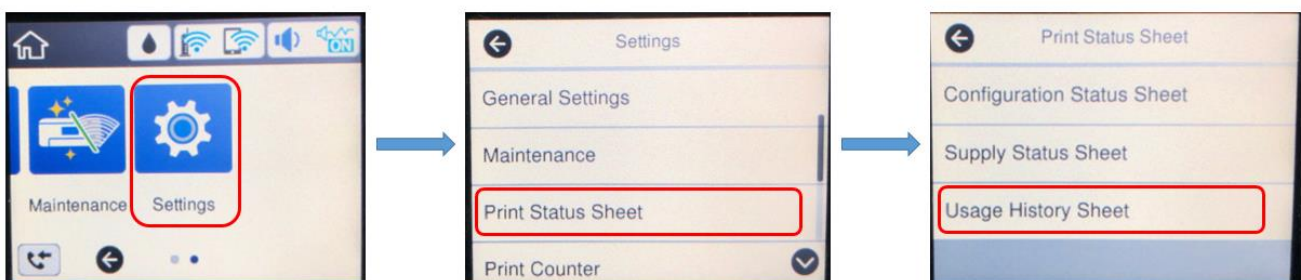 ON
Maintenance
Settings
Settings
General Settings
Maintenance
Print Status Sheet
Print Counter
Print Status Sheet
Configuration Status Sheet
Supply Status Sheet
Usage History Sheet